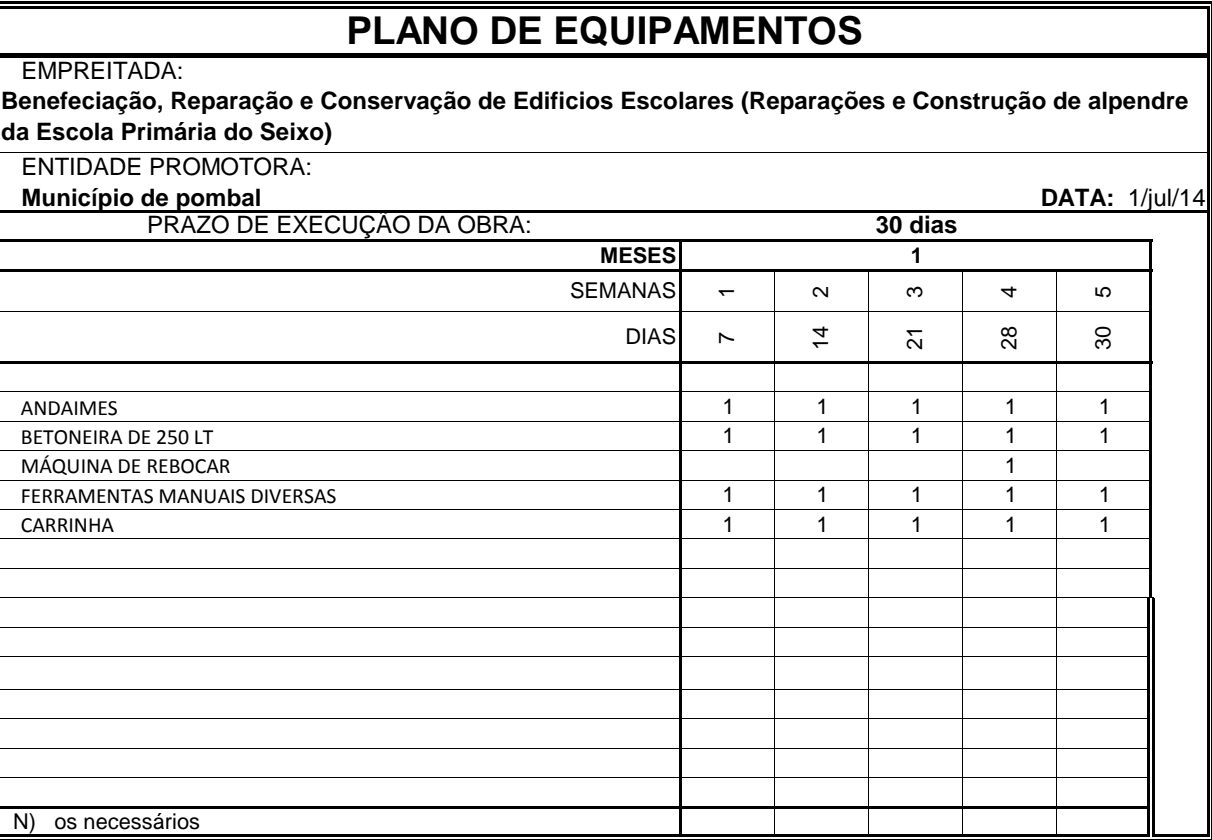 PLANO DE EQUIPAMENTOS
EMPREITADA:
Benefeciação, Reparação e Conservação de Edificios Escolares (Reparações e Construção de alpendre
da Escola Primária do Seixo)
ENTIDADE PROMOTORA:
Município de pombal DATA: 1/jul/14
PRAZO DE EXECUÇÃO DA OBRA: 30 dias
MESES 1
SEMANAS 1 2 3 4 5
DIAS 7 14 21 28 30
ANDAIMES 1 1 1 1 1
BETONEIRA DE 250 LT 1 1 1 1 1
MÁQUINA DE REBOCAR 1
FERRAMENTAS MANUAIS DIVERSAS 1 1 1 1 1
CARRINHA 1 1 1 1 1
N) os necessários